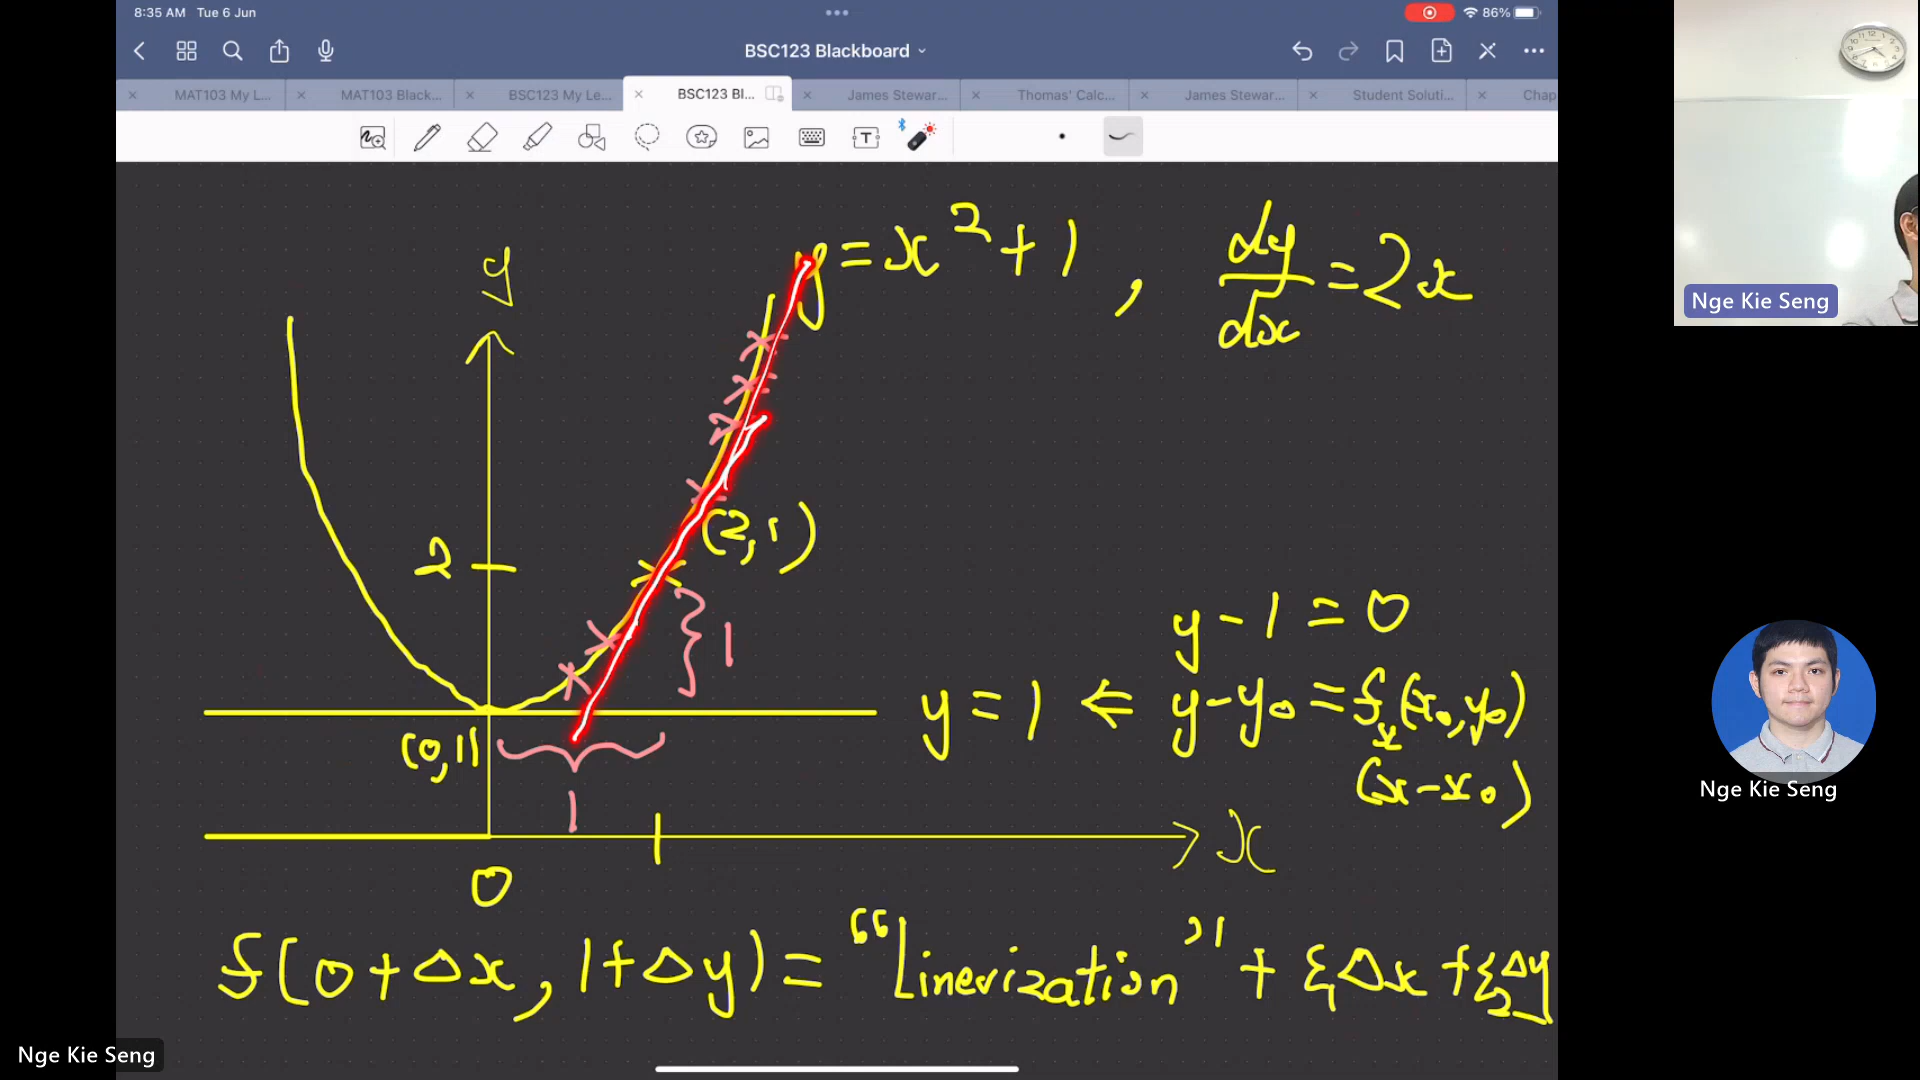 8:35 AM Tue 6 Jun
86%
BSC123 Blackboard
MAT103 My L...
MAT103 Black...
BSC123 My Le...
BSC123 Bl...
James Stewar...
Thomas' Calc...
James Stewar...
Student Soluti...
Chap
T
y = x² + 1 , dy/dx = 2x
y
(2, 1)
2
1
y - 1 = 0
y = 1 ⇐ y - y₀ = fₓ(x₀, y₀)
(x - x₀)
(0, 1)
1
1
x
0
f(0 + Δx, 1 + Δy) = "Linerization" + ξ₁Δx + ξ₂Δy
Nge Kie Seng
Nge Kie Seng
Nge Kie Seng